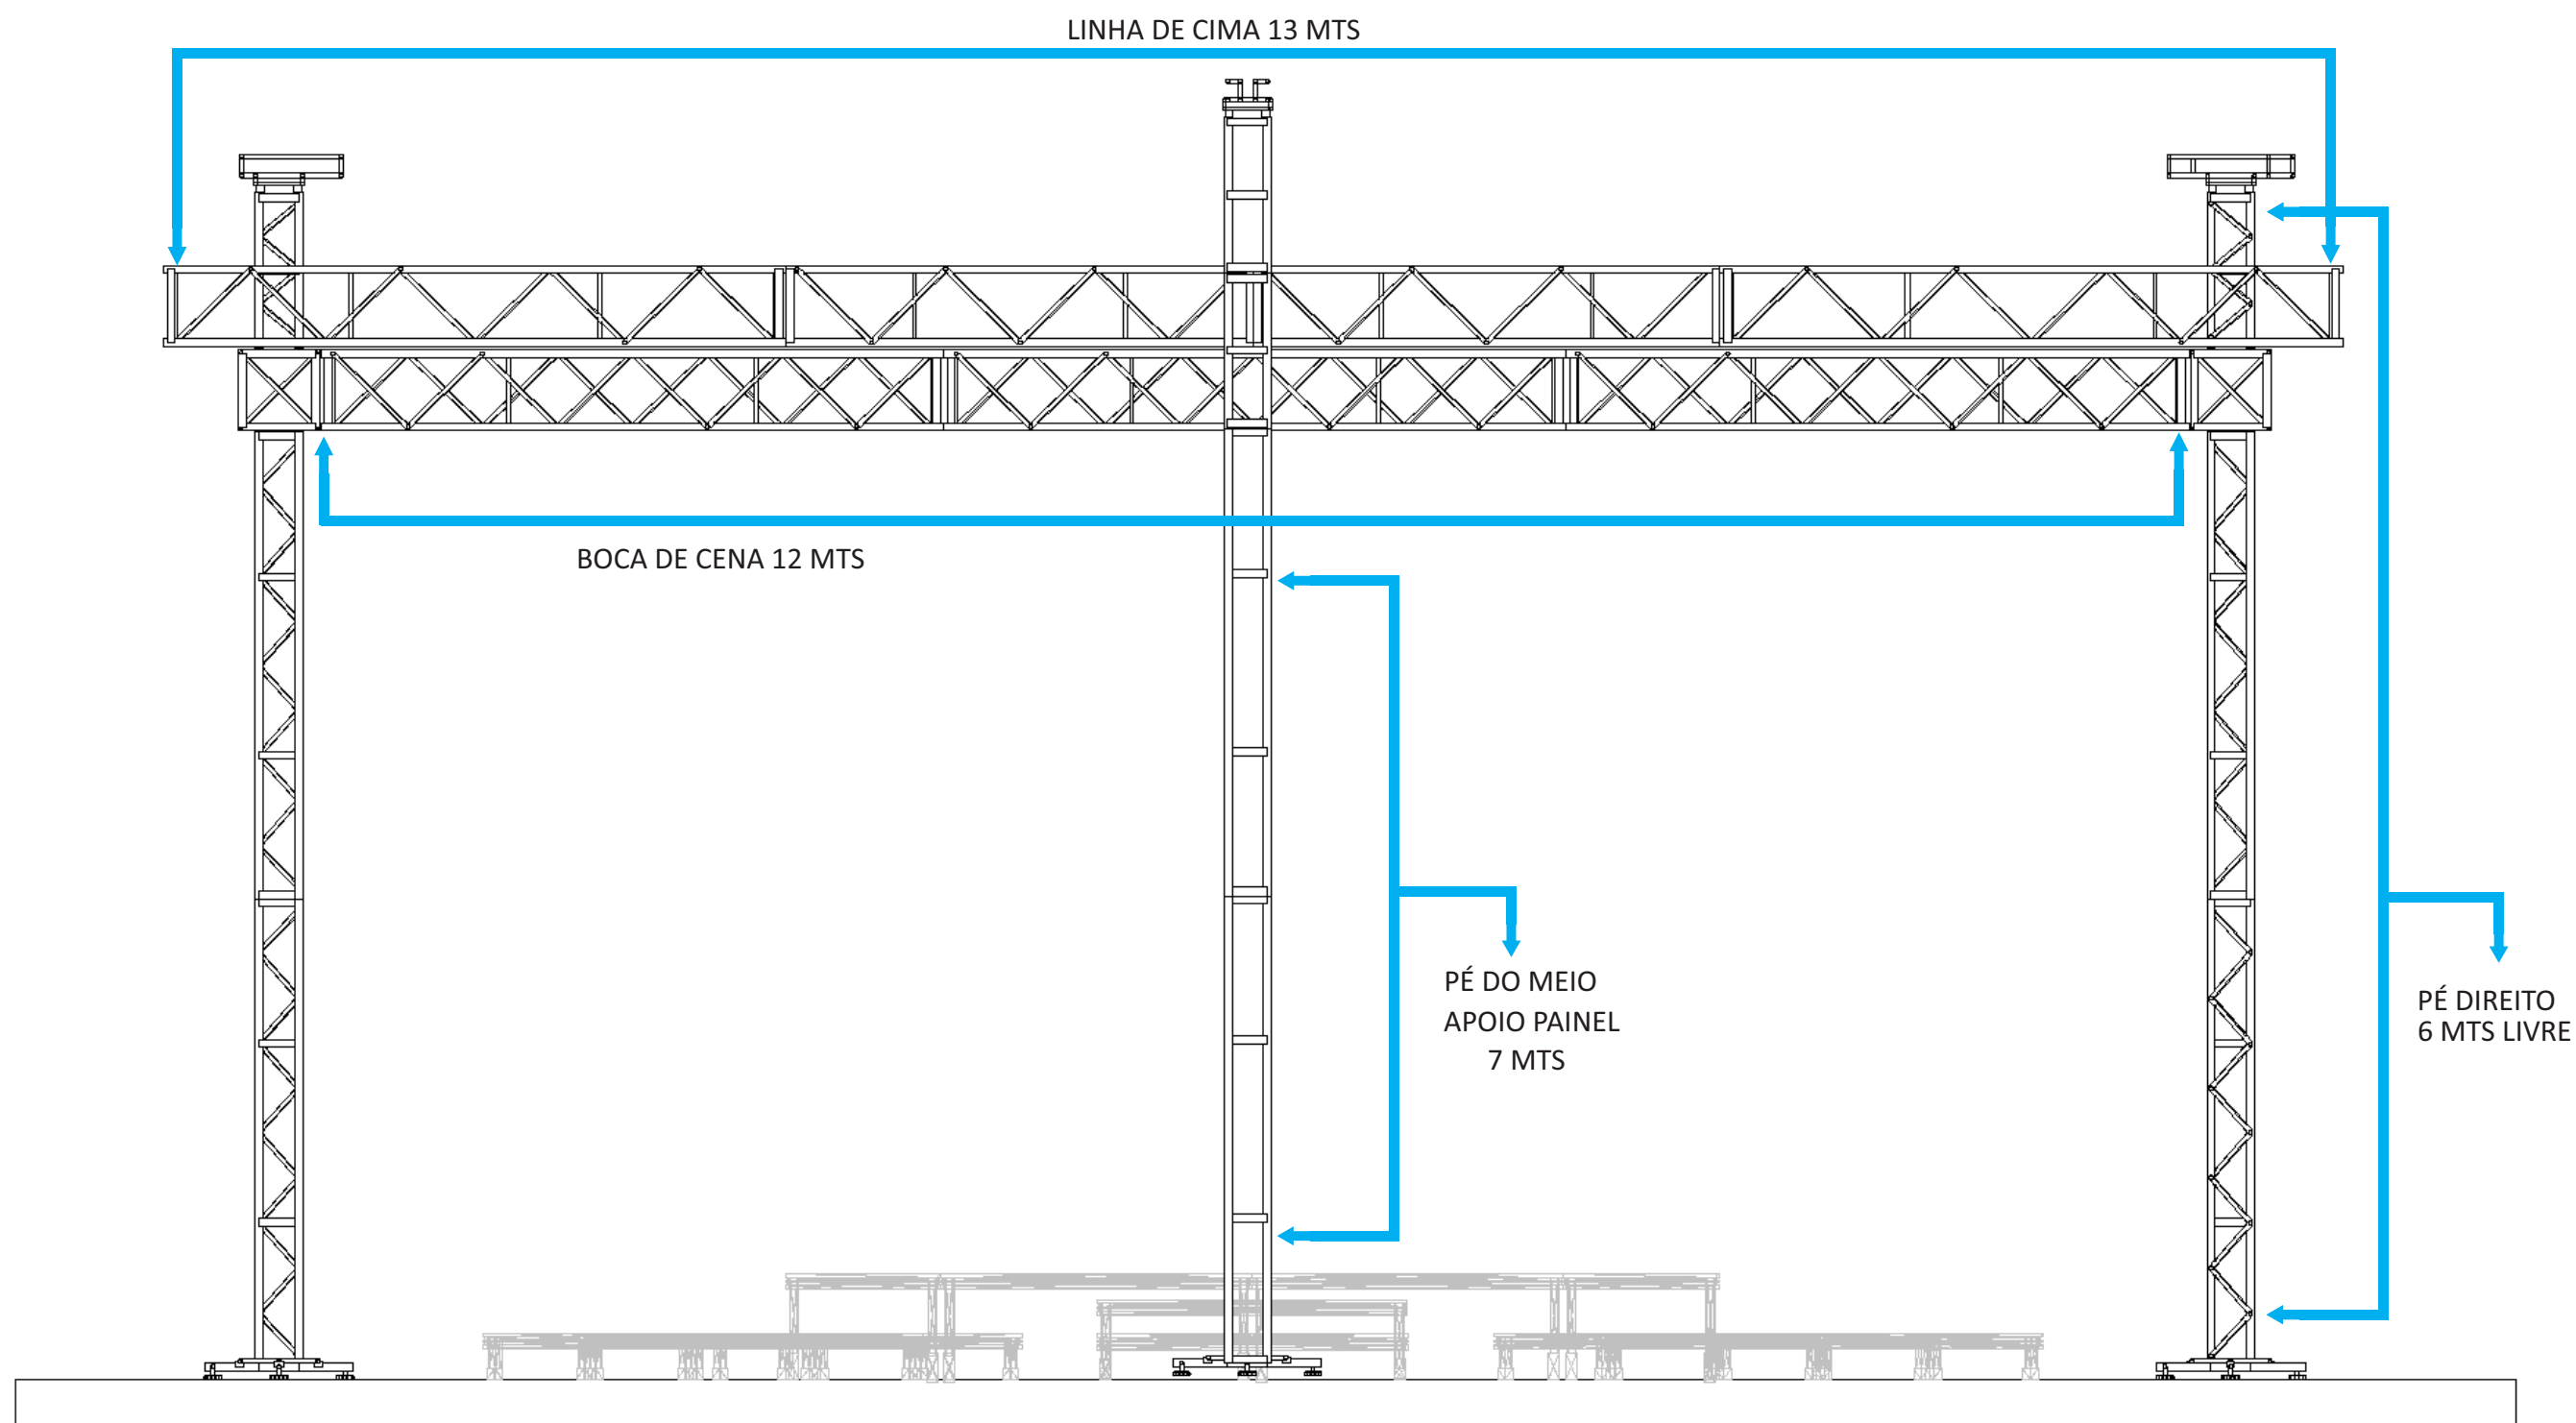 LINHA DE CIMA 13 MTS
BOCA DE CENA 12 MTS
PÉ DO MEIO
APOIO PAINEL
7 MTS
PÉ DIREITO
6 MTS LIVRE